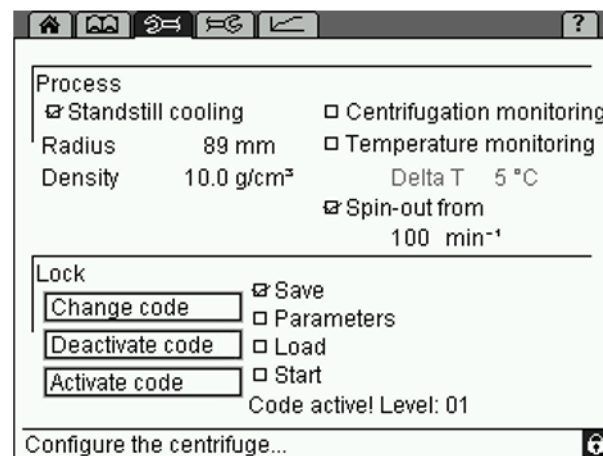 ?
Process
Standstill cooling
Centrifugation monitoring
Radius 89 mm
Temperature monitoring
Density 10.0 g/cm³
Delta T 5 °C
Spin-out from
100 min⁻¹
Lock
Save
Change code
Parameters
Deactivate code
Load
Activate code
Start
Code active! Level: 01
Configure the centrifuge...